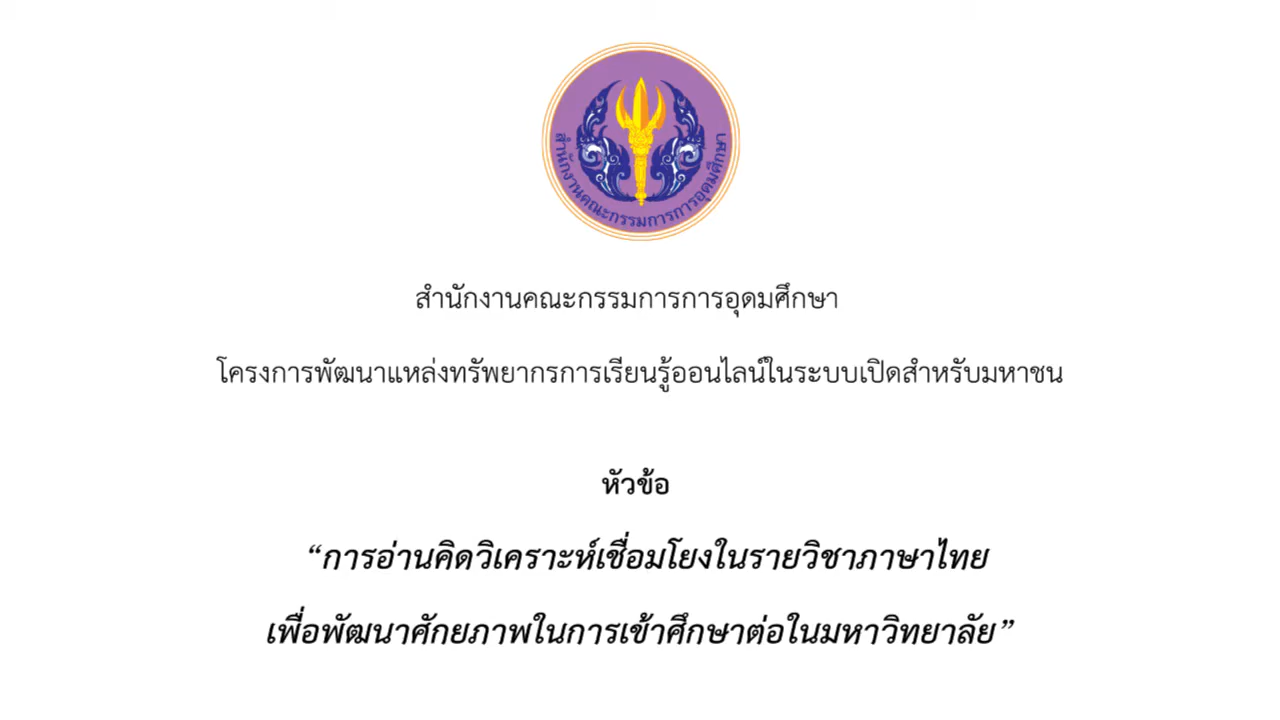 สำนักงานคณะกรรมการการอุดมศึกษา
สำนักงานคณะกรรมการการอุดมศึกษา
โครงการพัฒนาแหล่งทรัพยากรการเรียนรู้ออนไลน์ในระบบเปิดสำหรับมหาชน
หัวข้อ
“การอ่านคิดวิเคราะห์เชื่อมโยงในรายวิชาภาษาไทย
เพื่อพัฒนาศักยภาพในการเข้าศึกษาต่อในมหาวิทยาลัย”